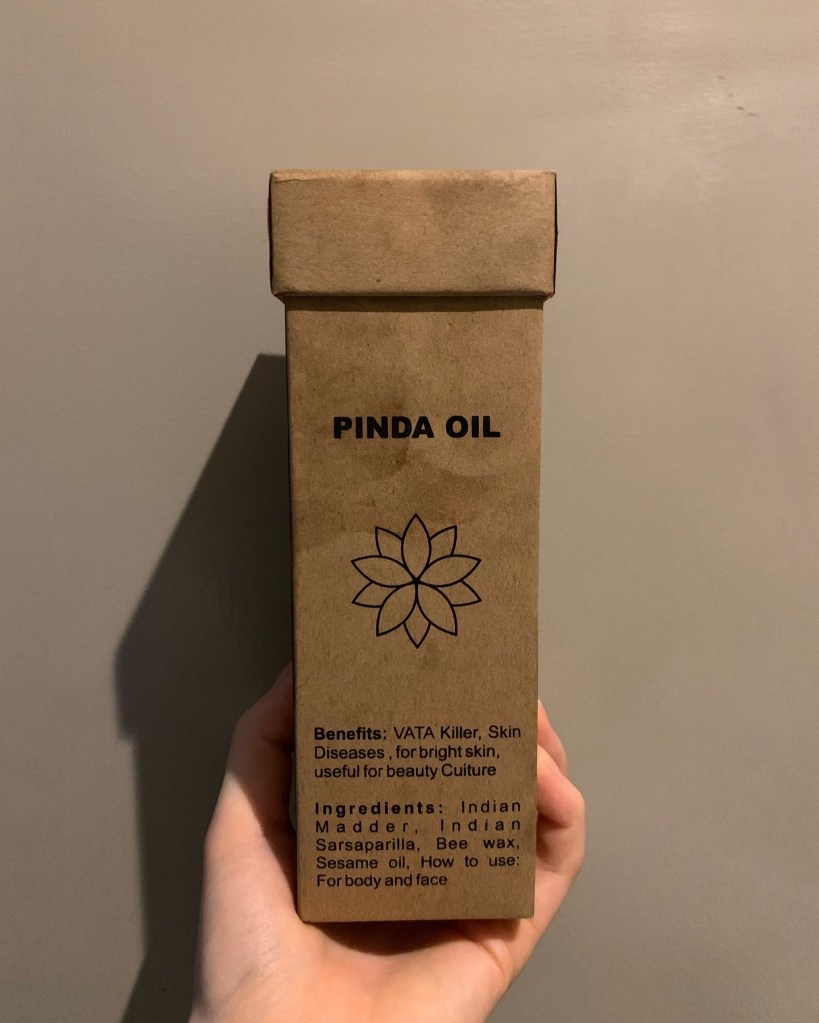 PINDA OIL
Benefits: VATA Killer, Skin
Diseases , for bright skin,
useful for beauty Cuiture
Ingredients: Indian
Madder, Indian
Sarsaparilla, Bee wax,
Sesame oil, How to use:
For body and face